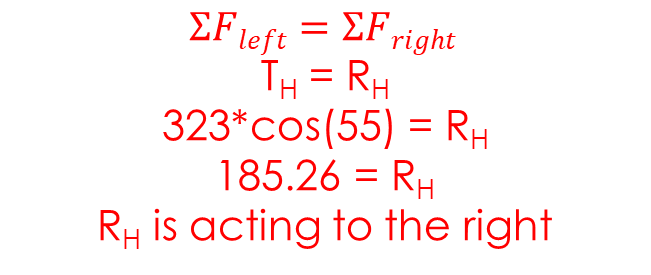 ΣF_left = ΣF_right
T_H = R_H
323*cos(55) = R_H
185.26 = R_H
R_H is acting to the right